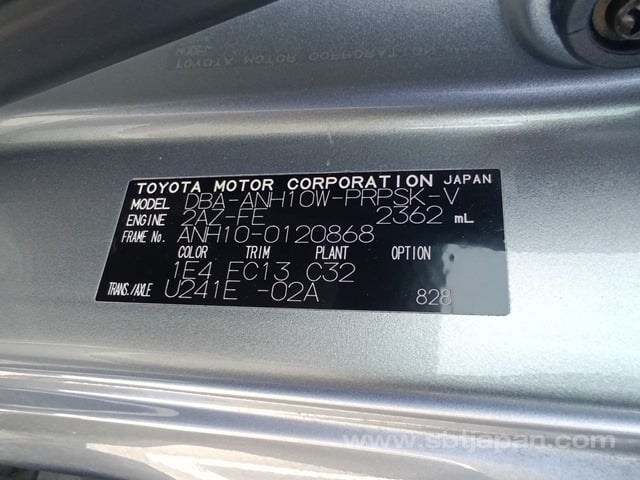 TOYOTA MOTOR CORPORATION JAPAN
MODEL DBA-ANH10W-PRPSK-V
ENGINE 2AZ-FE 2362 mL
FRAME No. ANH10-0120868
COLOR TRIM PLANT OPTION
1E4 FC13 C32
TRANS./AXLE U241E -02A 828
www.sbtjapan.com